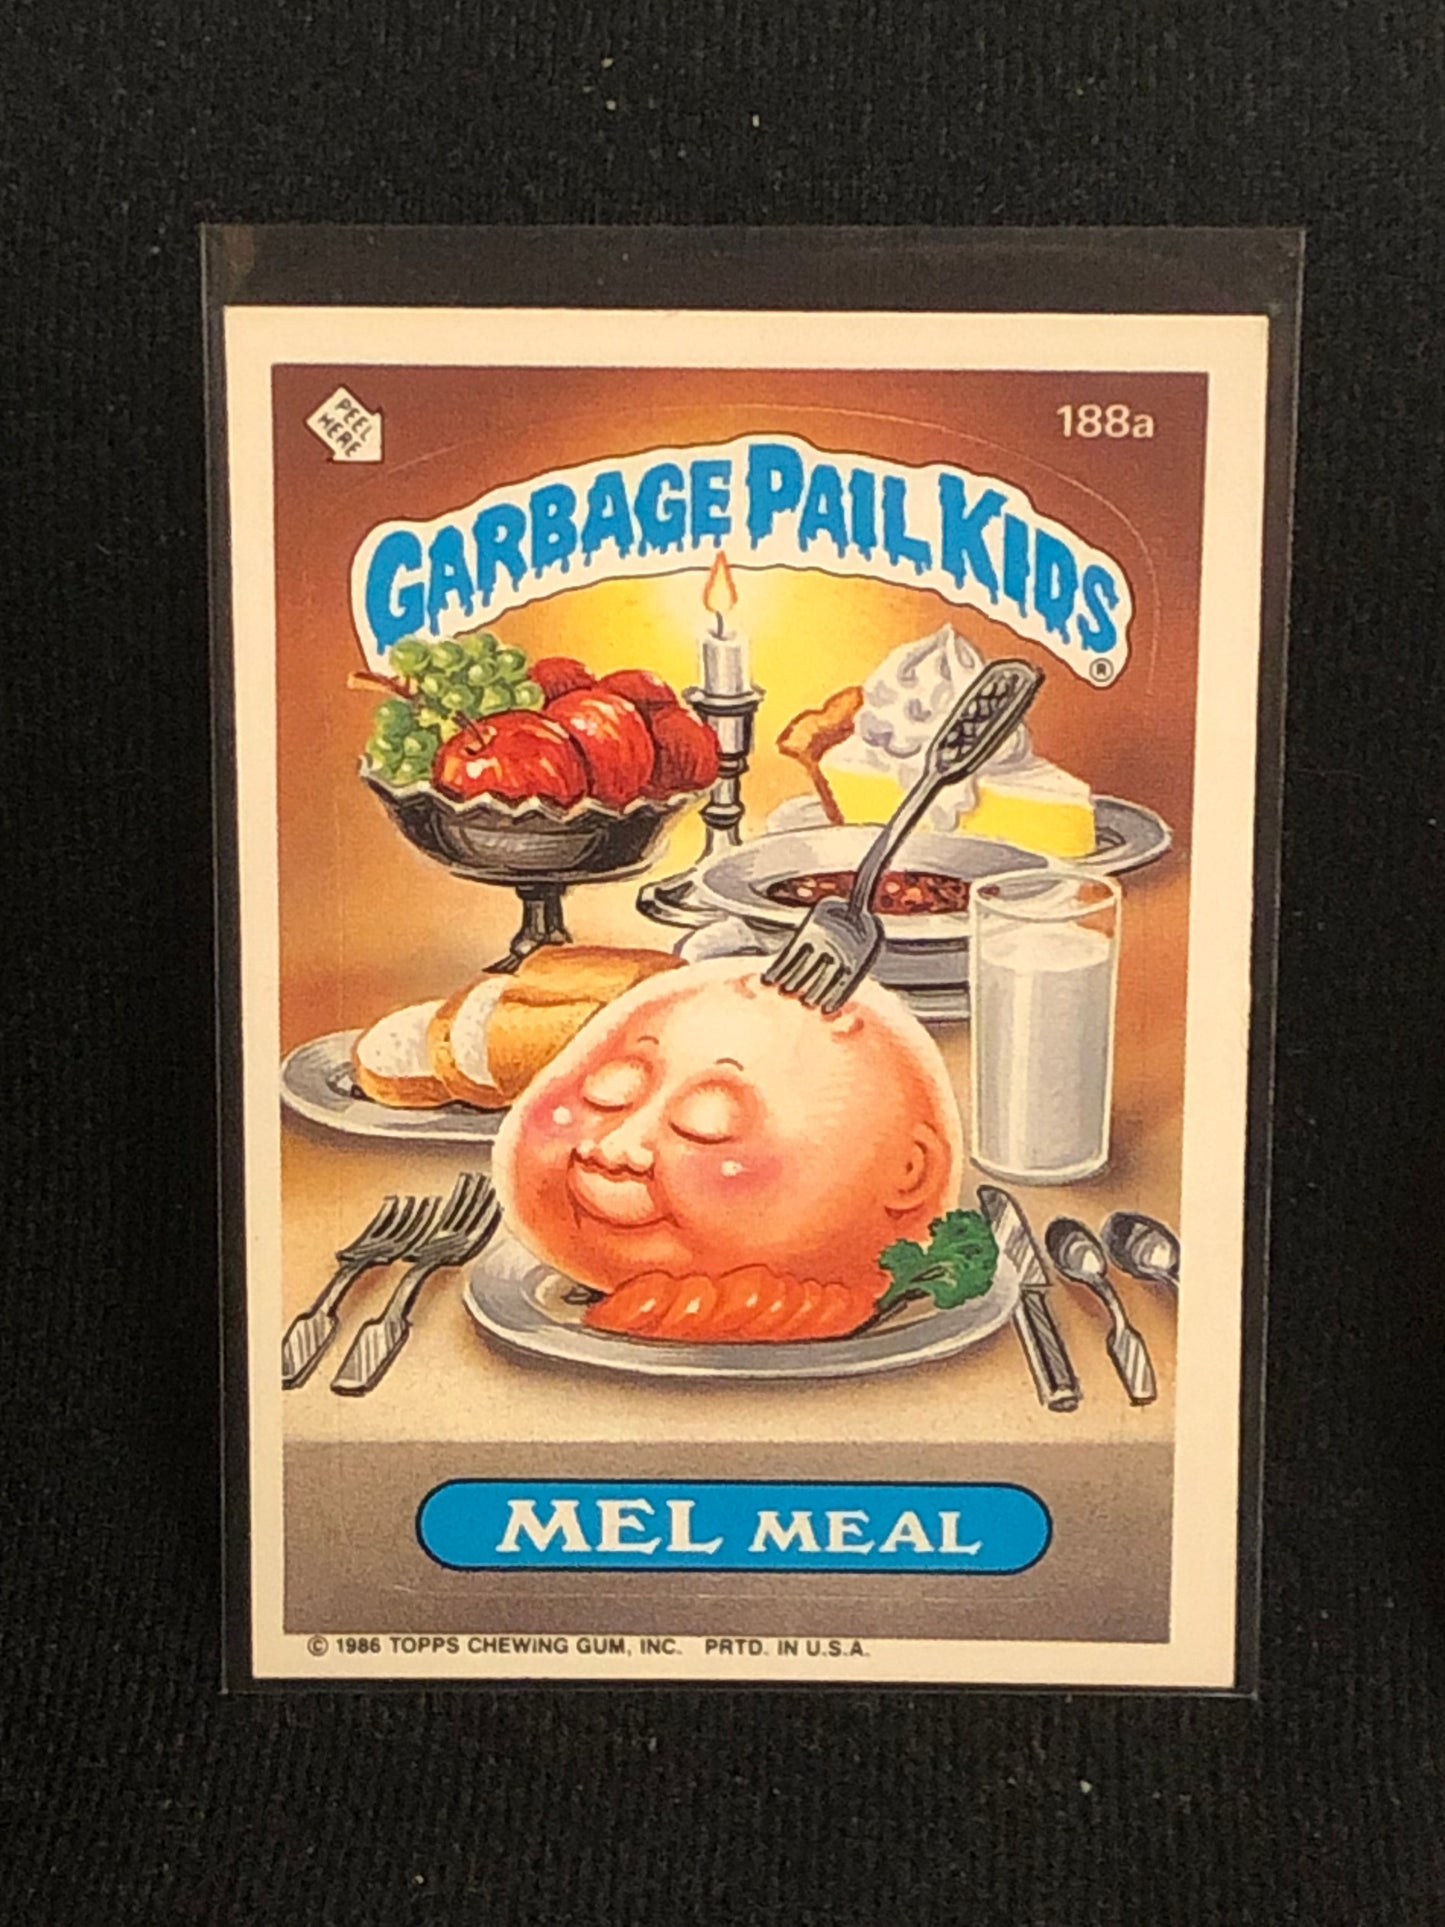 PEEL
HERE
188a
GARBAGE PAIL KIDS
®
MEL MEAL
© 1986 TOPPS CHEWING GUM, INC. PRTD. IN U.S.A.